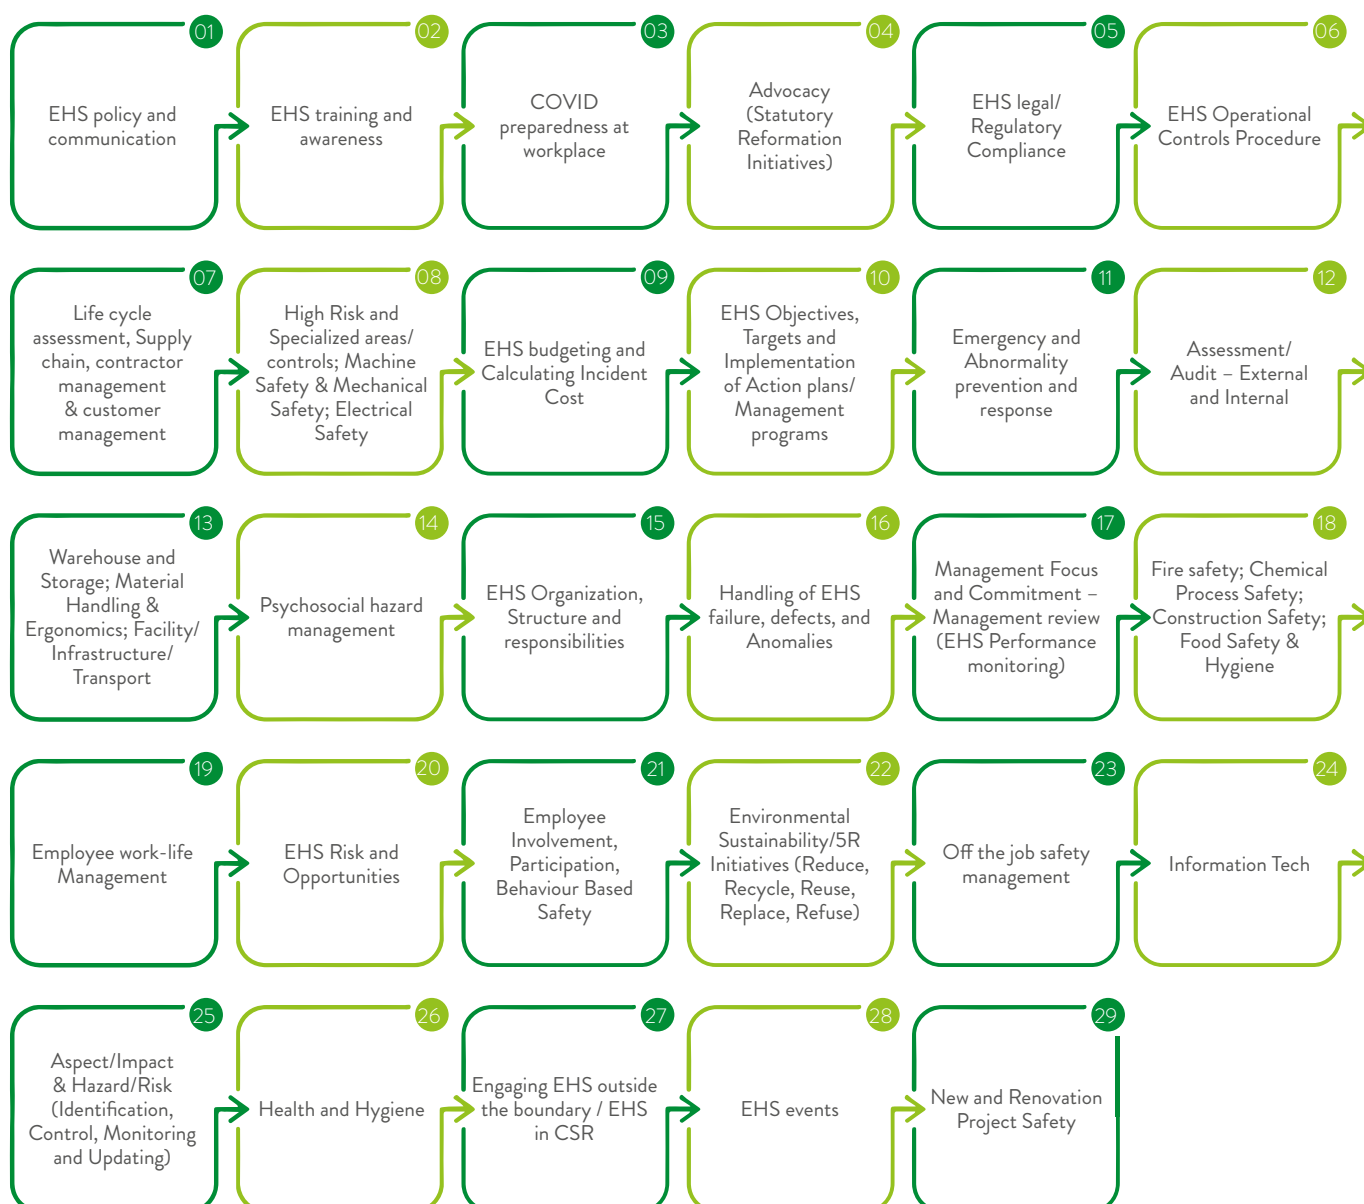 01
EHS policy and
communication
02
EHS training and
awareness
03
COVID
preparedness at
workplace
04
Advocacy
(Statutory
Reformation
Initiatives)
05
EHS legal/
Regulatory
Compliance
06
EHS Operational
Controls Procedure
07
Life cycle
assessment, Supply
chain, contractor
management
& customer
management
08
High Risk and
Specialized areas/
controls; Machine
Safety & Mechanical
Safety; Electrical
Safety
09
EHS budgeting and
Calculating Incident
Cost
10
EHS Objectives,
Targets and
Implementation
of Action plans/
Management
programs
11
Emergency and
Abnormality
prevention and
response
12
Assessment/
Audit – External
and Internal
13
Warehouse and
Storage; Material
Handling &
Ergonomics; Facility/
Infrastructure/
Transport
14
Psychosocial hazard
management
15
EHS Organization,
Structure and
responsibilities
16
Handling of EHS
failure, defects, and
Anomalies
17
Management Focus
and Commitment –
Management review
(EHS Performance
monitoring)
18
Fire safety; Chemical
Process Safety;
Construction Safety;
Food Safety &
Hygiene
19
Employee work-life
Management
20
EHS Risk and
Opportunities
21
Employee
Involvement,
Participation,
Behaviour Based
Safety
22
Environmental
Sustainability/5R
Initiatives (Reduce,
Recycle, Reuse,
Replace, Refuse)
23
Off the job safety
management
24
Information Tech
25
Aspect/Impact
& Hazard/Risk
(Identification,
Control, Monitoring
and Updating)
26
Health and Hygiene
27
Engaging EHS outside
the boundary / EHS
in CSR
28
EHS events
29
New and Renovation
Project Safety